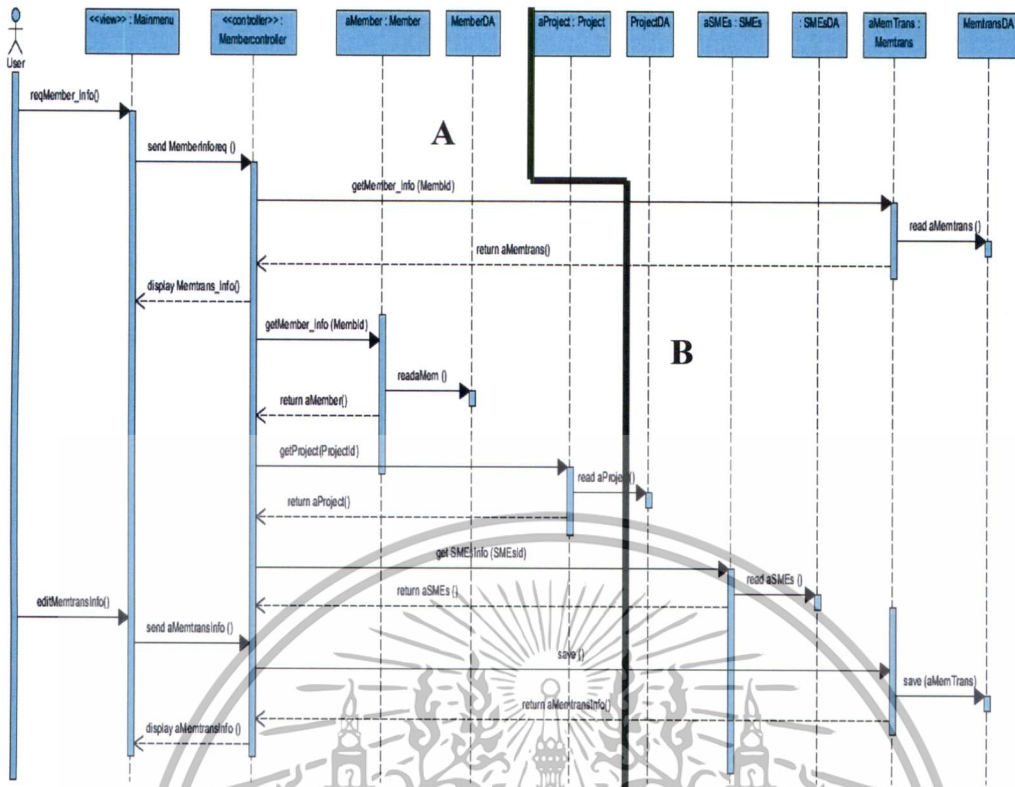 <<view>> : Mainmenu
<<controller>> :
Membercontroller
aMember : Member
MemberDA
aProject : Project
ProjectDA
aSMEs : SMEs
: SMEsDA
aMemTrans :
Memtrans
MemtransDA
User
reqMember_Info()
A
send MemberInforeq ()
getMember_Info (MembId)
read aMemtrans ()
return aMemtrans()
display Memtrans_Info()
getMember_Info (MembId)
B
readaMem ()
return aMember()
getProject(ProjectId)
read aProject()
return aProject()
get SMEsInfo (SMEsId)
read aSMEs ()
return aSMEs ()
editMemtransInfo()
send aMemtransInfo ()
save ()
save (aMemTrans)
return aMemtransInfo()
display aMemtransInfo ()